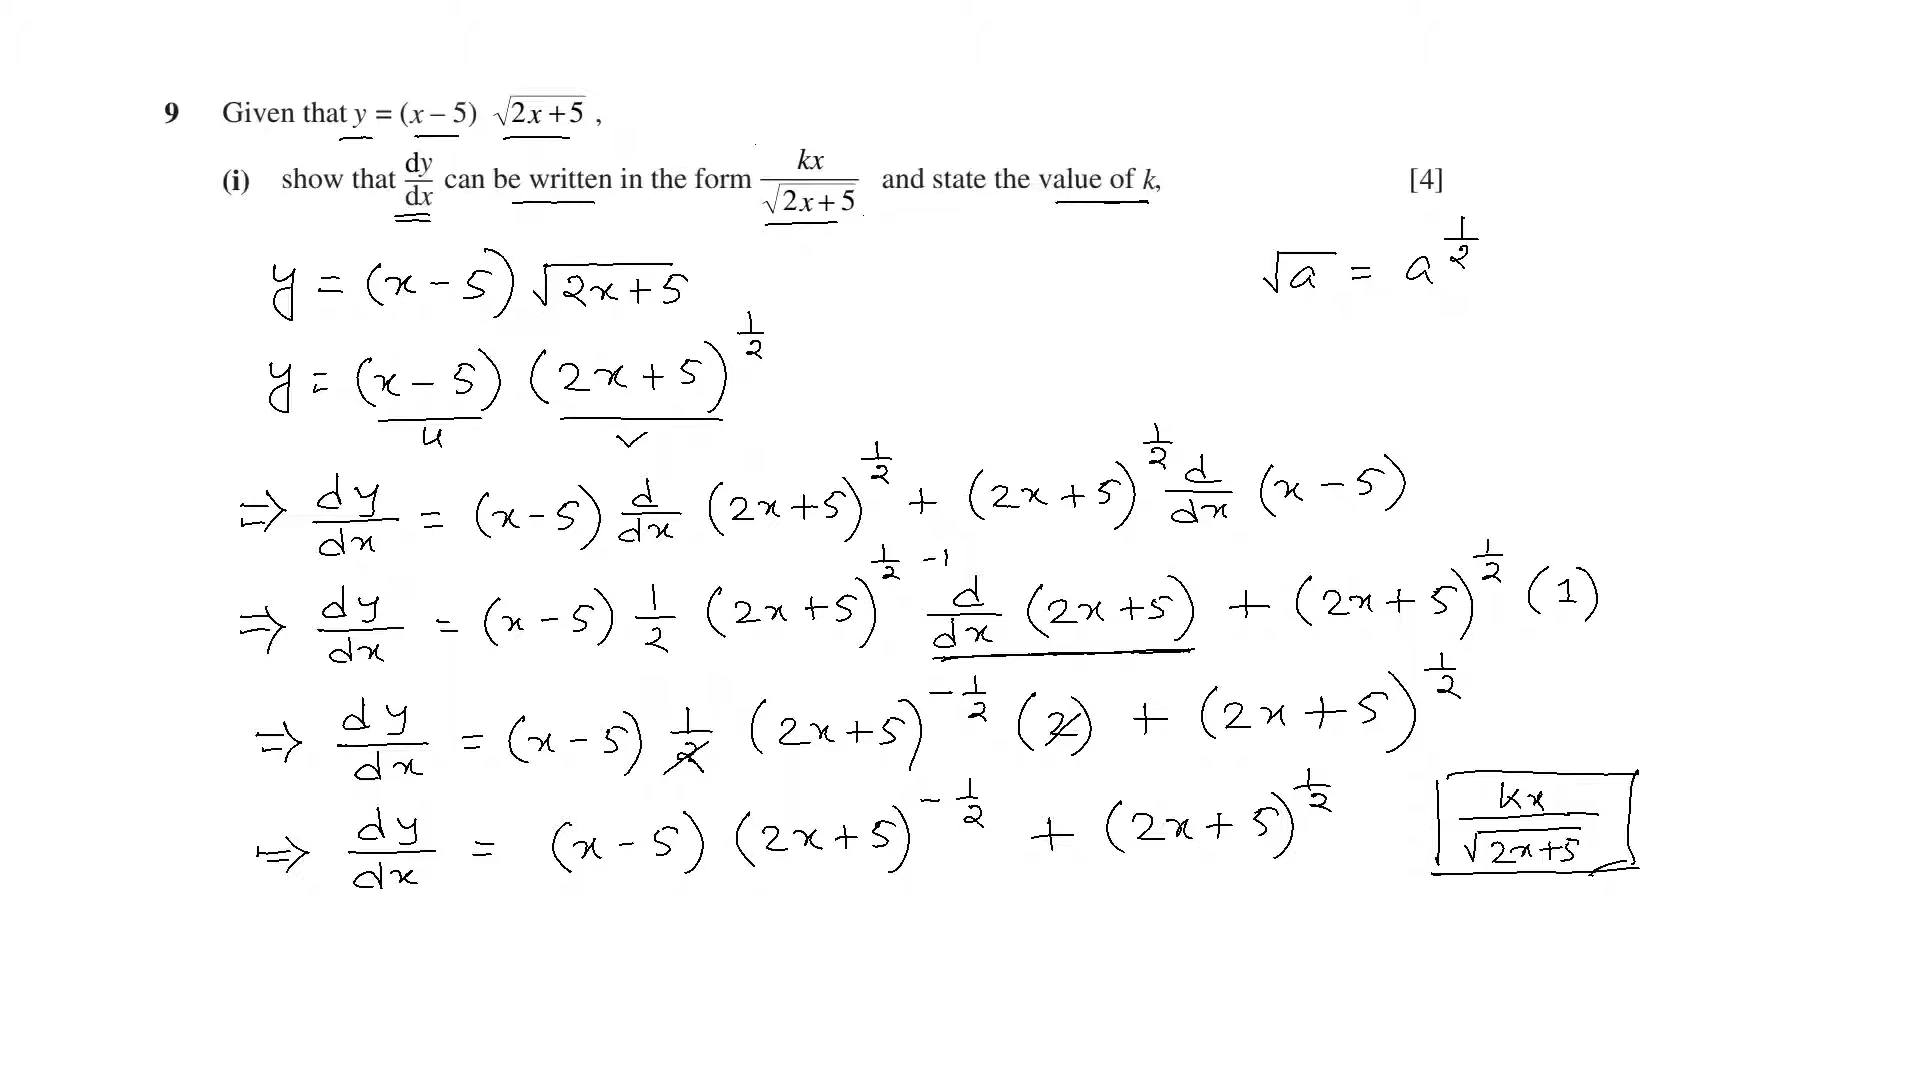 9 Given that y = (x – 5) √(2x+5) ,
(i) show that dy/dx can be written in the form kx/√(2x+5) and state the value of k, [4]
√a = a^(1/2)
y = (x-5) √(2x+5)
y = (x-5) (2x+5)^(1/2)
u v
⇒ dy/dx = (x-5) d/dx (2x+5)^(1/2) + (2x+5)^(1/2) d/dx (x-5)
⇒ dy/dx = (x-5) 1/2 (2x+5)^(1/2 -1) d/dx (2x+5) + (2x+5)^(1/2) (1)
⇒ dy/dx = (x-5) 1/2 (2x+5)^(-1/2) (2) + (2x+5)^(1/2)
⇒ dy/dx = (x-5) (2x+5)^(-1/2) + (2x+5)^(1/2)
kx/√(2x+5)